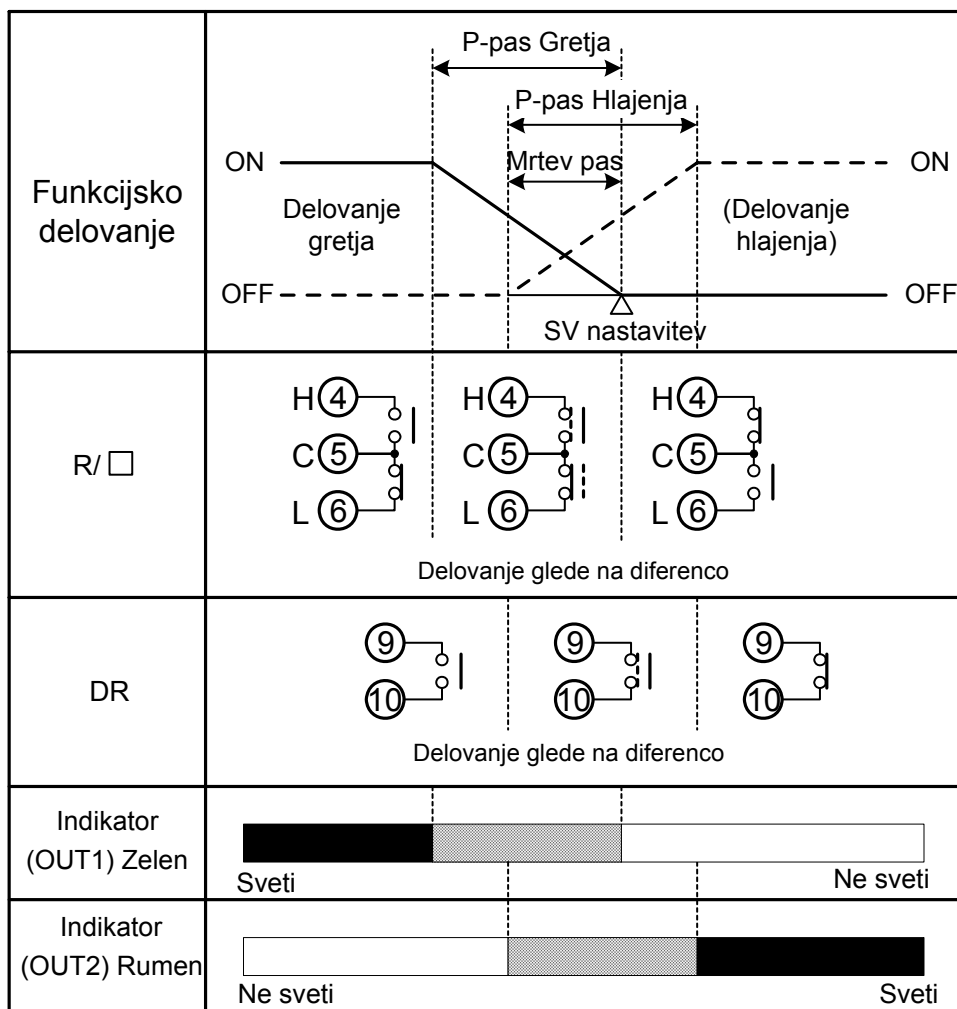 P-pas Gretja
P-pas Hlajenja
Mrtev pas
ON
ON
Funkcijsko
delovanje
Delovanje
gretja
(Delovanje
hlajenja)
OFF
OFF
SV nastavitev
R/ □
H 4
C 5
L 6
H 4
C 5
L 6
H 4
C 5
L 6
Delovanje glede na diferenco
DR
9
10
9
10
9
10
Delovanje glede na diferenco
Indikator
(OUT1) Zelen
Sveti
Ne sveti
Indikator
(OUT2) Rumen
Ne sveti
Sveti